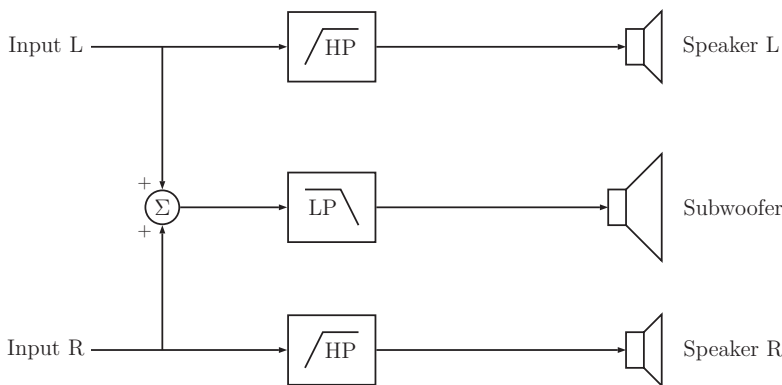 Input L
HP
Speaker L
+
Σ
+
LP
Subwoofer
Input R
HP
Speaker R